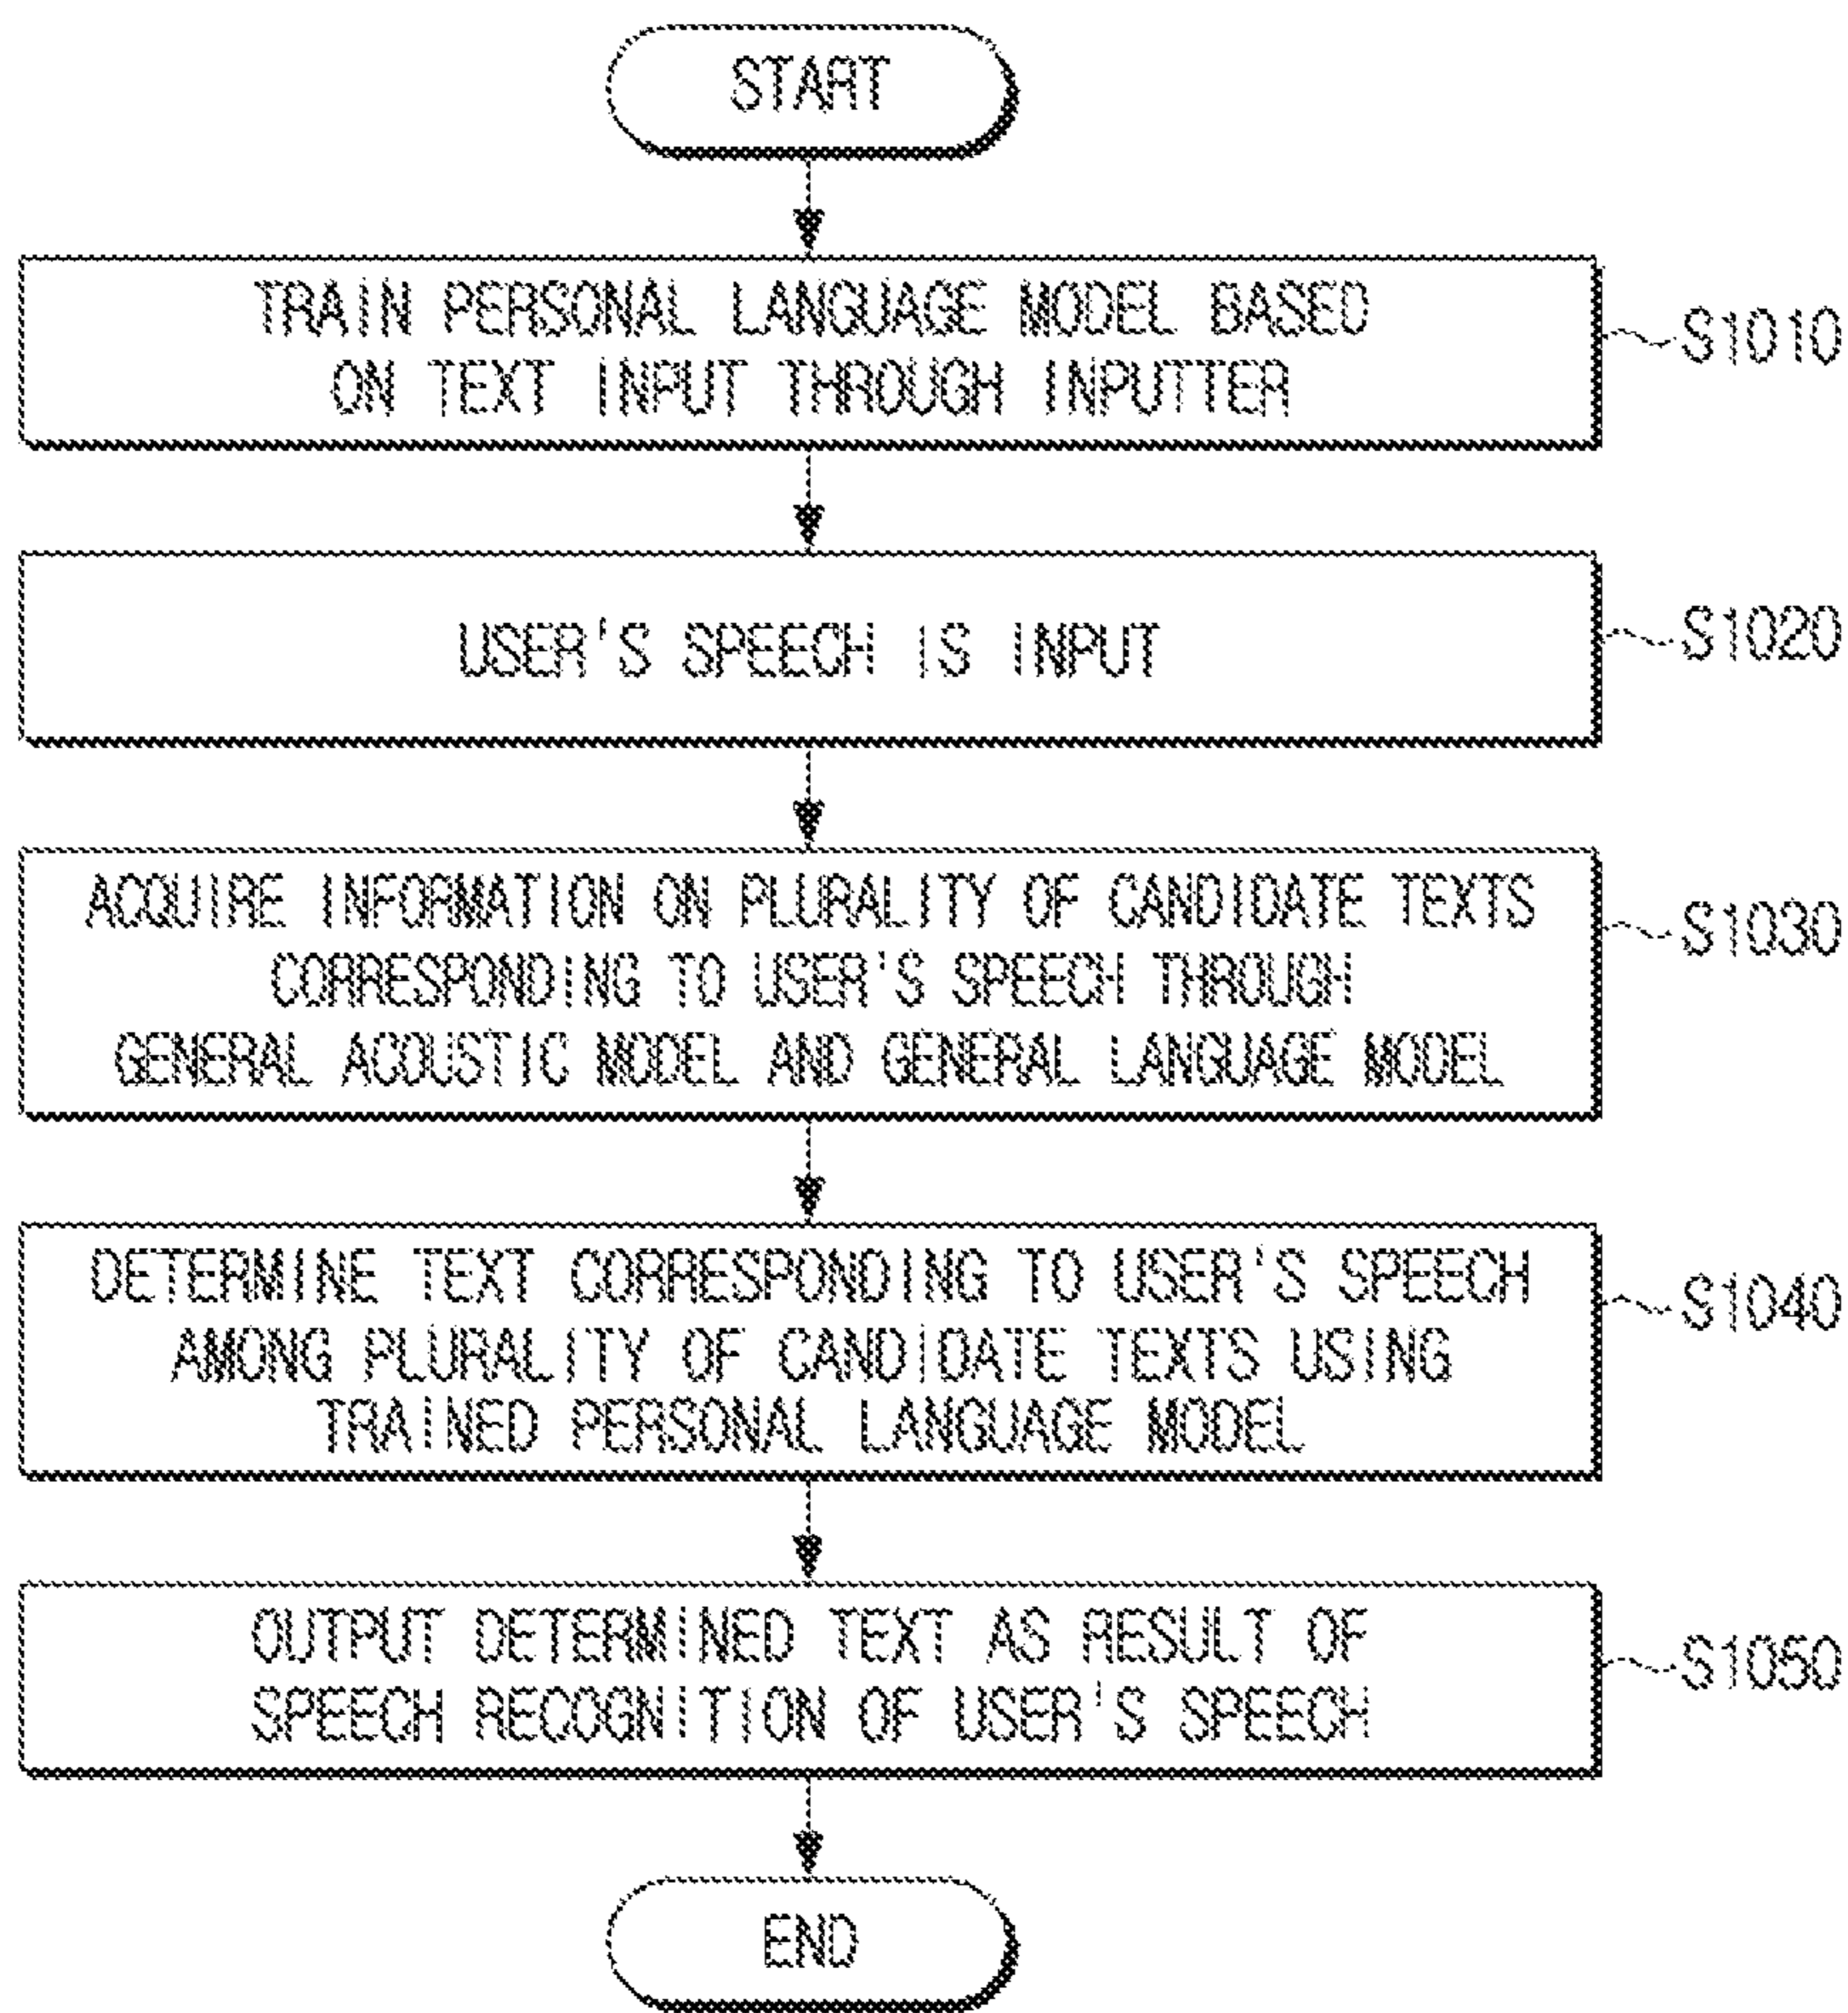 START
TRAIN PERSONAL LANGUAGE MODEL BASED
ON TEXT INPUT THROUGH INPUTTER
S1010
USER'S SPEECH IS INPUT
S1020
ACQUIRE INFORMATION ON PLURALITY OF CANDIDATE TEXTS
CORRESPONDING TO USER'S SPEECH THROUGH
GENERAL ACOUSTIC MODEL AND GENERAL LANGUAGE MODEL
S1030
DETERMINE TEXT CORRESPONDING TO USER'S SPEECH
AMONG PLURALITY OF CANDIDATE TEXTS USING
TRAINED PERSONAL LANGUAGE MODEL
S1040
OUTPUT DETERMINED TEXT AS RESULT OF
SPEECH RECOGNITION OF USER'S SPEECH
S1050
END